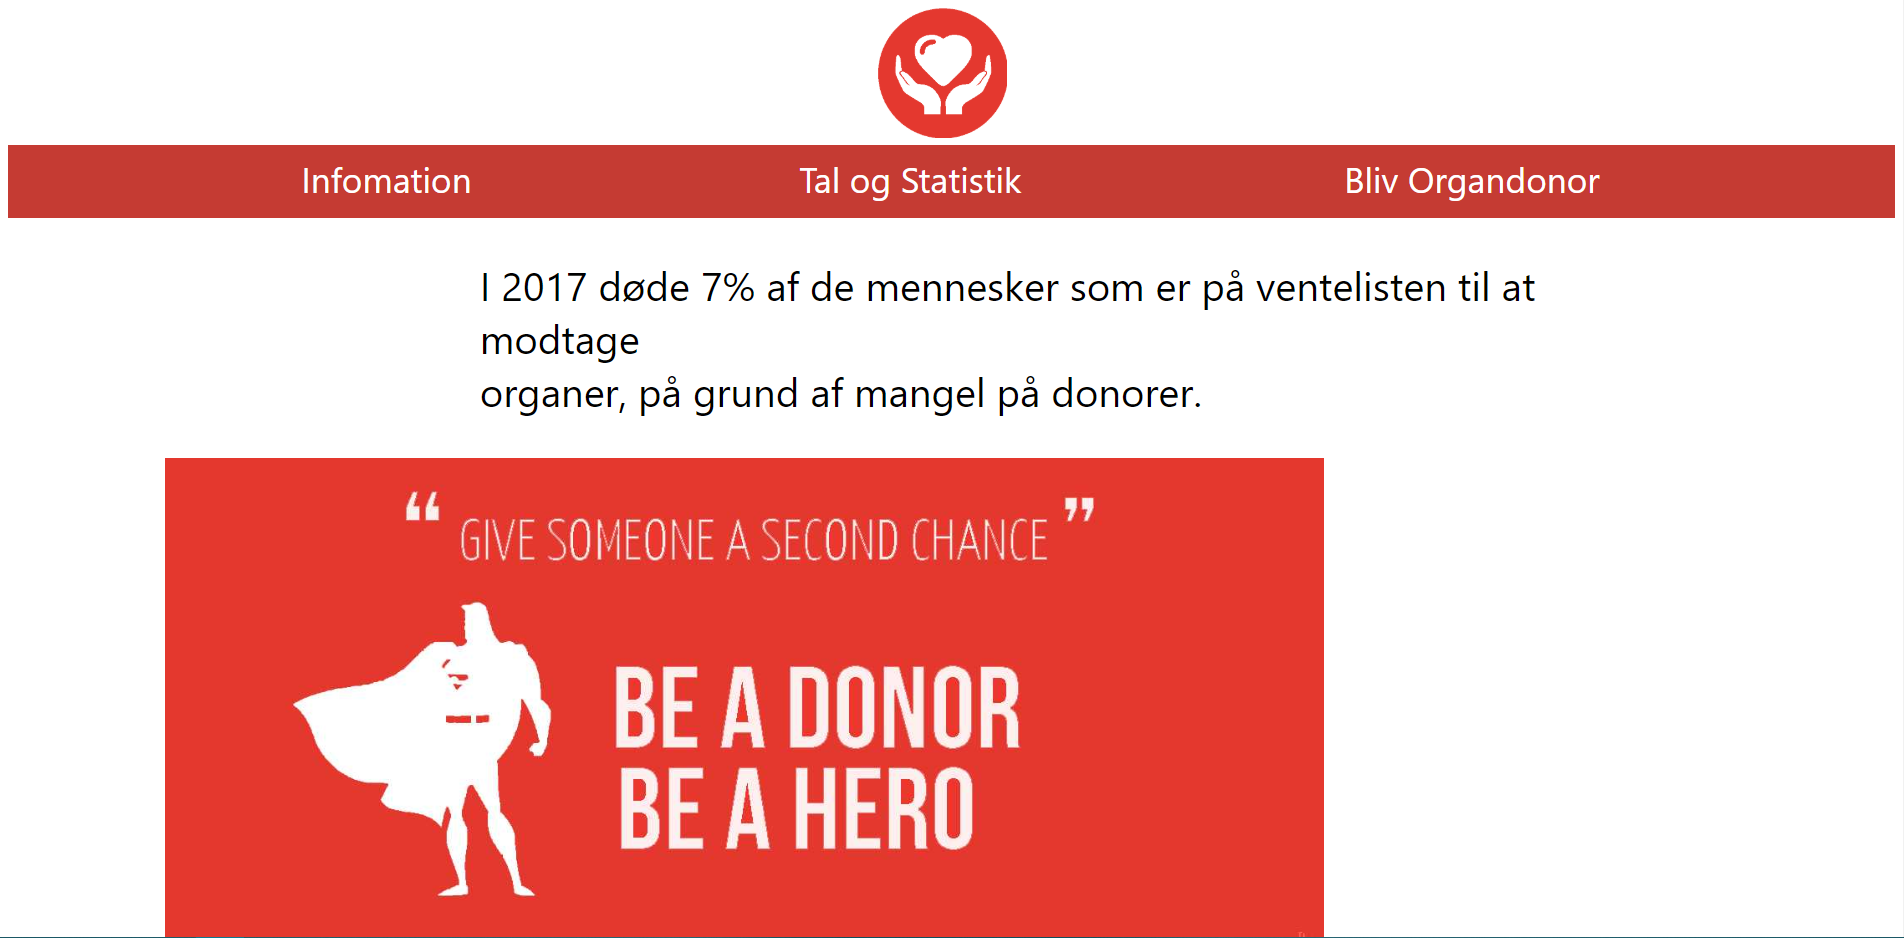 Infomation
Tal og Statistik
Bliv Organdonor
I 2017 døde 7% af de mennesker som er på ventelisten til at
modtage
organer, på grund af mangel på donorer.
“ GIVE SOMEONE A SECOND CHANCE ”
BE A DONOR
BE A HERO